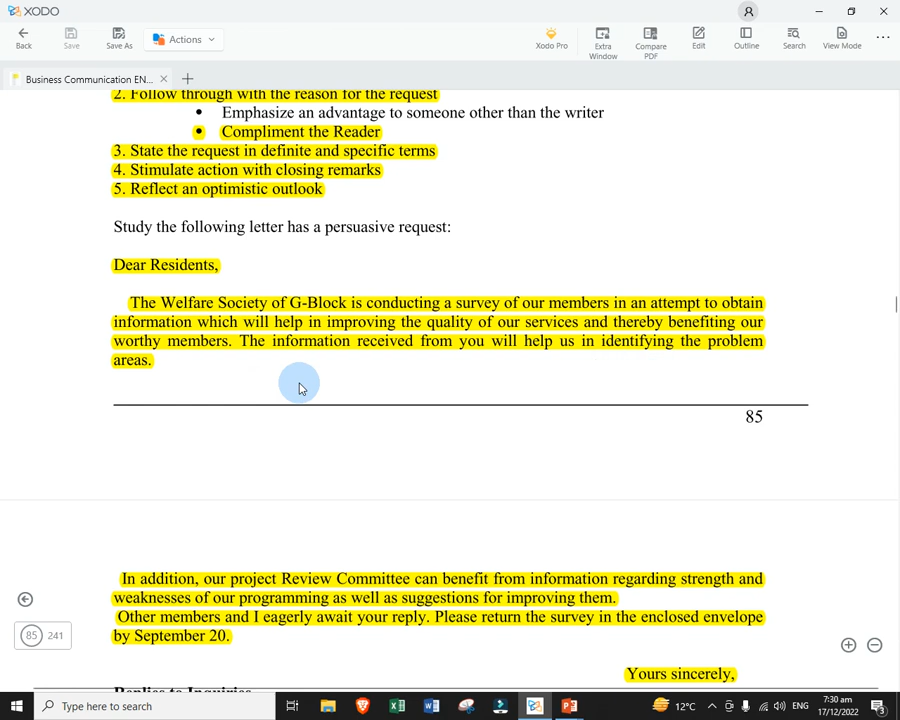 XODO
Back
Save
Save As
Actions
Xodo Pro
Extra Window
Compare PDF
Edit
Outline
Search
View Mode
Business Communication EN...
2. Follow through with the reason for the request
• Emphasize an advantage to someone other than the writer
• Compliment the Reader
3. State the request in definite and specific terms
4. Stimulate action with closing remarks
5. Reflect an optimistic outlook
Study the following letter has a persuasive request:
Dear Residents,
The Welfare Society of G-Block is conducting a survey of our members in an attempt to obtain
information which will help in improving the quality of our services and thereby benefiting our
worthy members. The information received from you will help us in identifying the problem
areas.
85
In addition, our project Review Committee can benefit from information regarding strength and
weaknesses of our programming as well as suggestions for improving them.
Other members and I eagerly await your reply. Please return the survey in the enclosed envelope
by September 20.
85 241
Yours sincerely,
Replies to Inquiries
Type here to search
12°C
ENG
7:30 am
17/12/2022
3